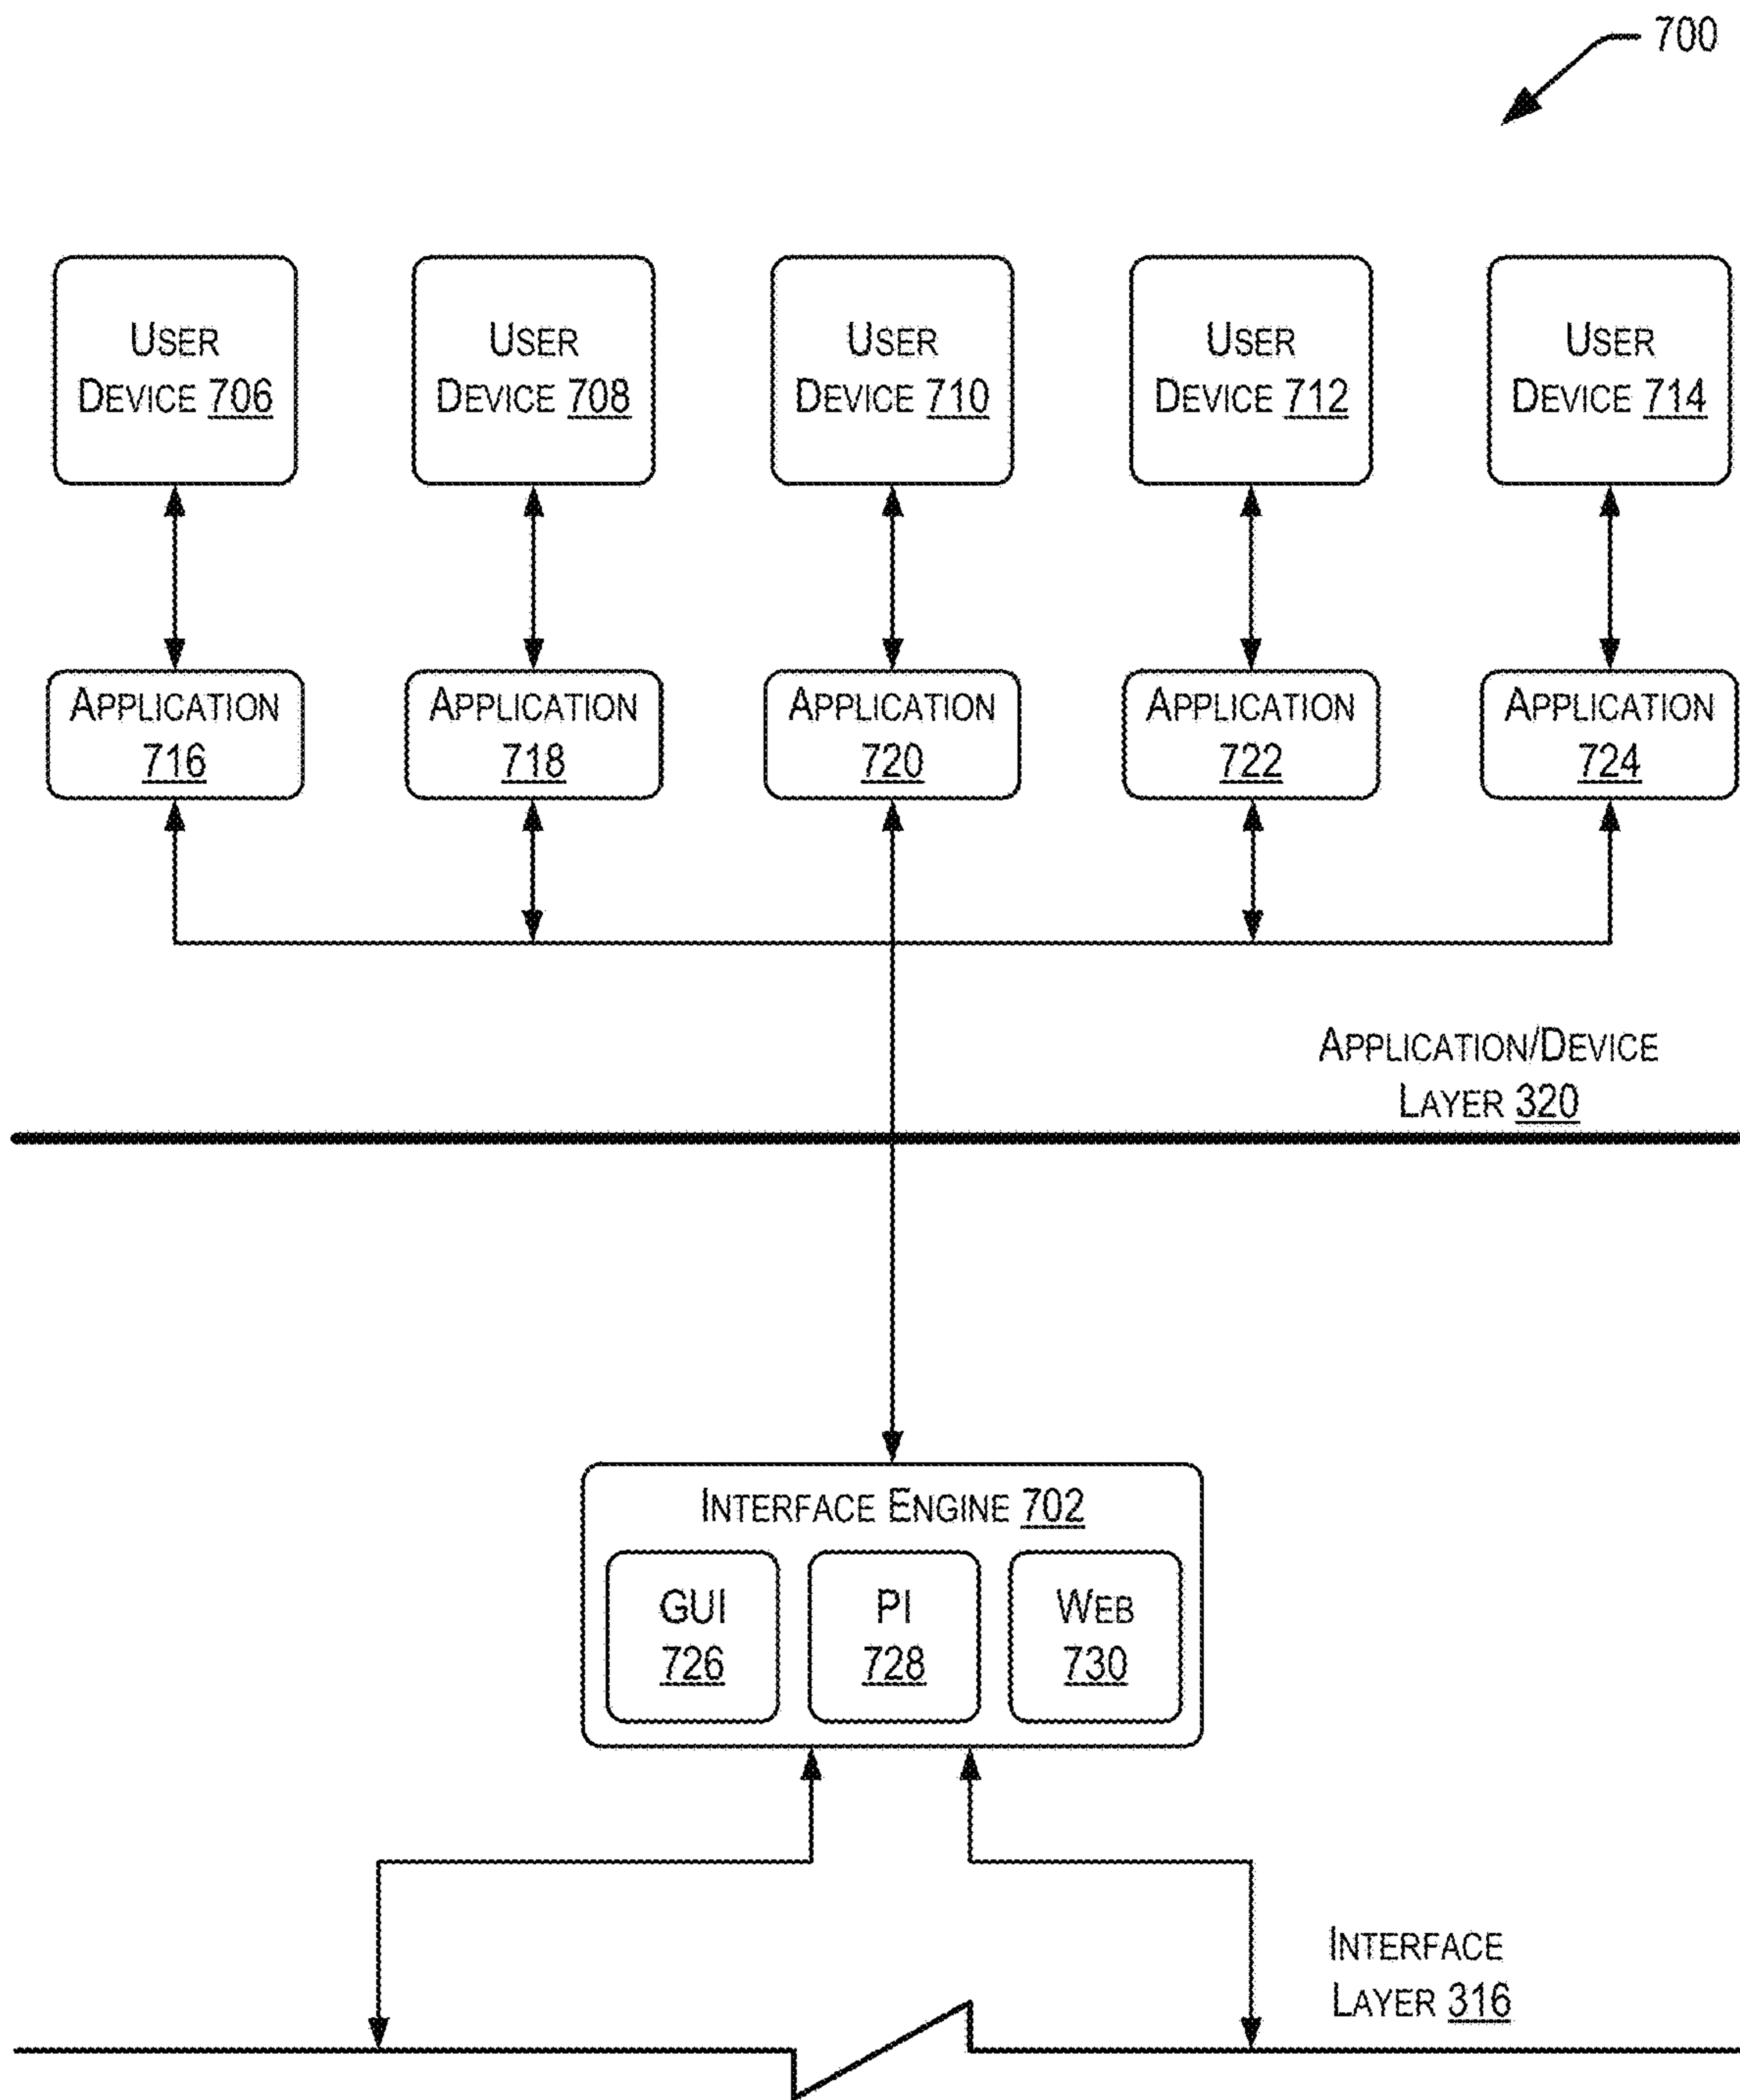 700
USER
DEVICE 706
USER
DEVICE 708
USER
DEVICE 710
USER
DEVICE 712
USER
DEVICE 714
APPLICATION
716
APPLICATION
718
APPLICATION
720
APPLICATION
722
APPLICATION
724
APPLICATION/DEVICE
LAYER 320
INTERFACE ENGINE 702
GUI
726
PI
728
WEB
730
INTERFACE
LAYER 316